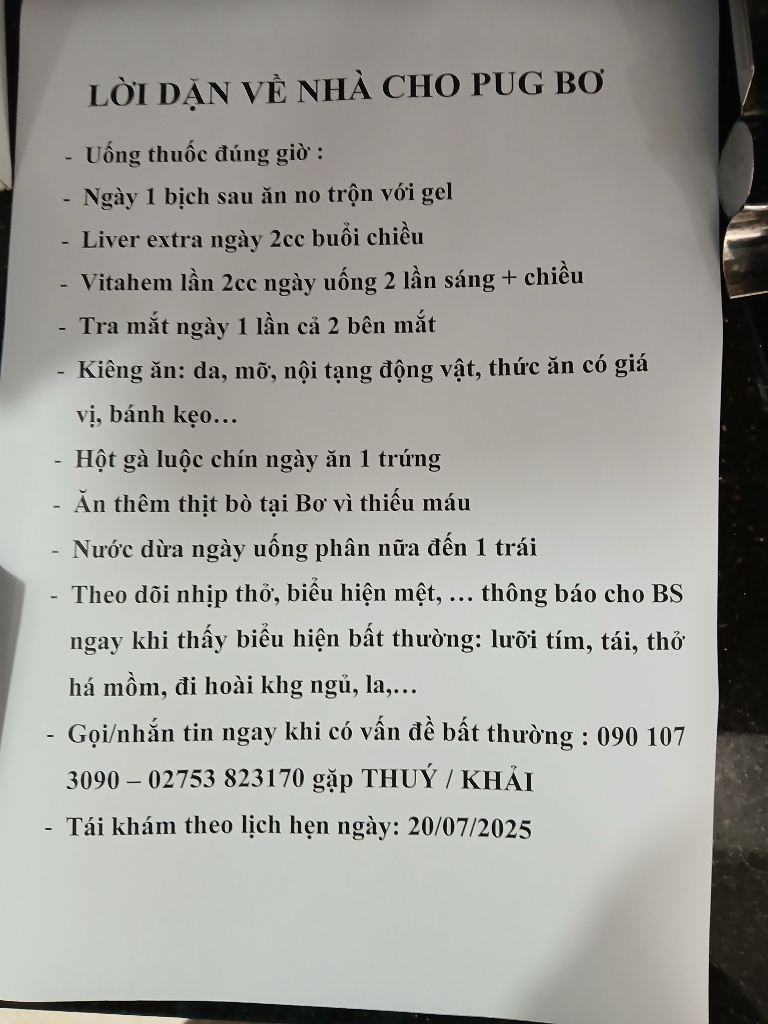 LỜI DẶN VỀ NHÀ CHO PUG BƠ
- Uống thuốc đúng giờ :
- Ngày 1 bịch sau ăn no trộn với gel
- Liver extra ngày 2cc buổi chiều
- Vitahem lần 2cc ngày uống 2 lần sáng + chiều
- Tra mắt ngày 1 lần cả 2 bên mắt
- Kiêng ăn: da, mỡ, nội tạng động vật, thức ăn có giá
vị, bánh kẹo...
- Hột gà luộc chín ngày ăn 1 trứng
- Ăn thêm thịt bò tại Bơ vì thiếu máu
- Nước dừa ngày uống phân nữa đến 1 trái
- Theo dõi nhịp thở, biểu hiện mệt, ... thông báo cho BS
ngay khi thấy biểu hiện bất thường: lưỡi tím, tái, thở
há mồm, đi hoài khg ngủ, la,...
- Gọi/nhắn tin ngay khi có vấn đề bất thường : 090 107
3090 – 02753 823170 gặp THUÝ / KHẢI
- Tái khám theo lịch hẹn ngày: 20/07/2025